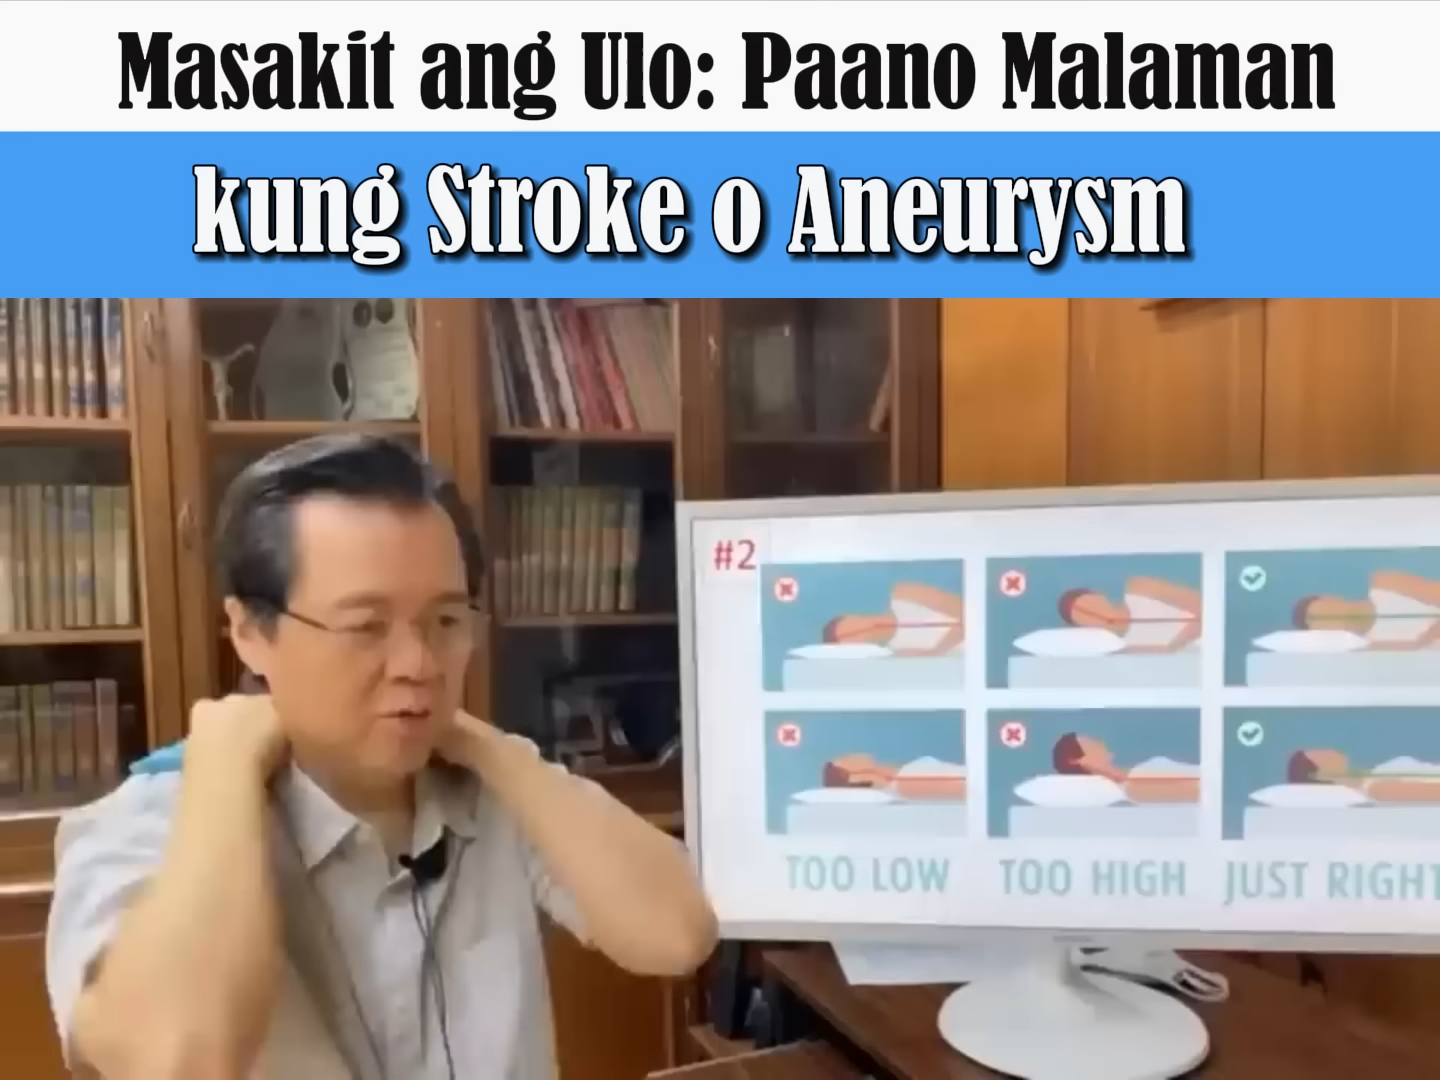 Masakit ang Ulo: Paano Malaman
kung Stroke o Aneurysm
#2
TOO LOW
TOO HIGH
JUST RIGHT